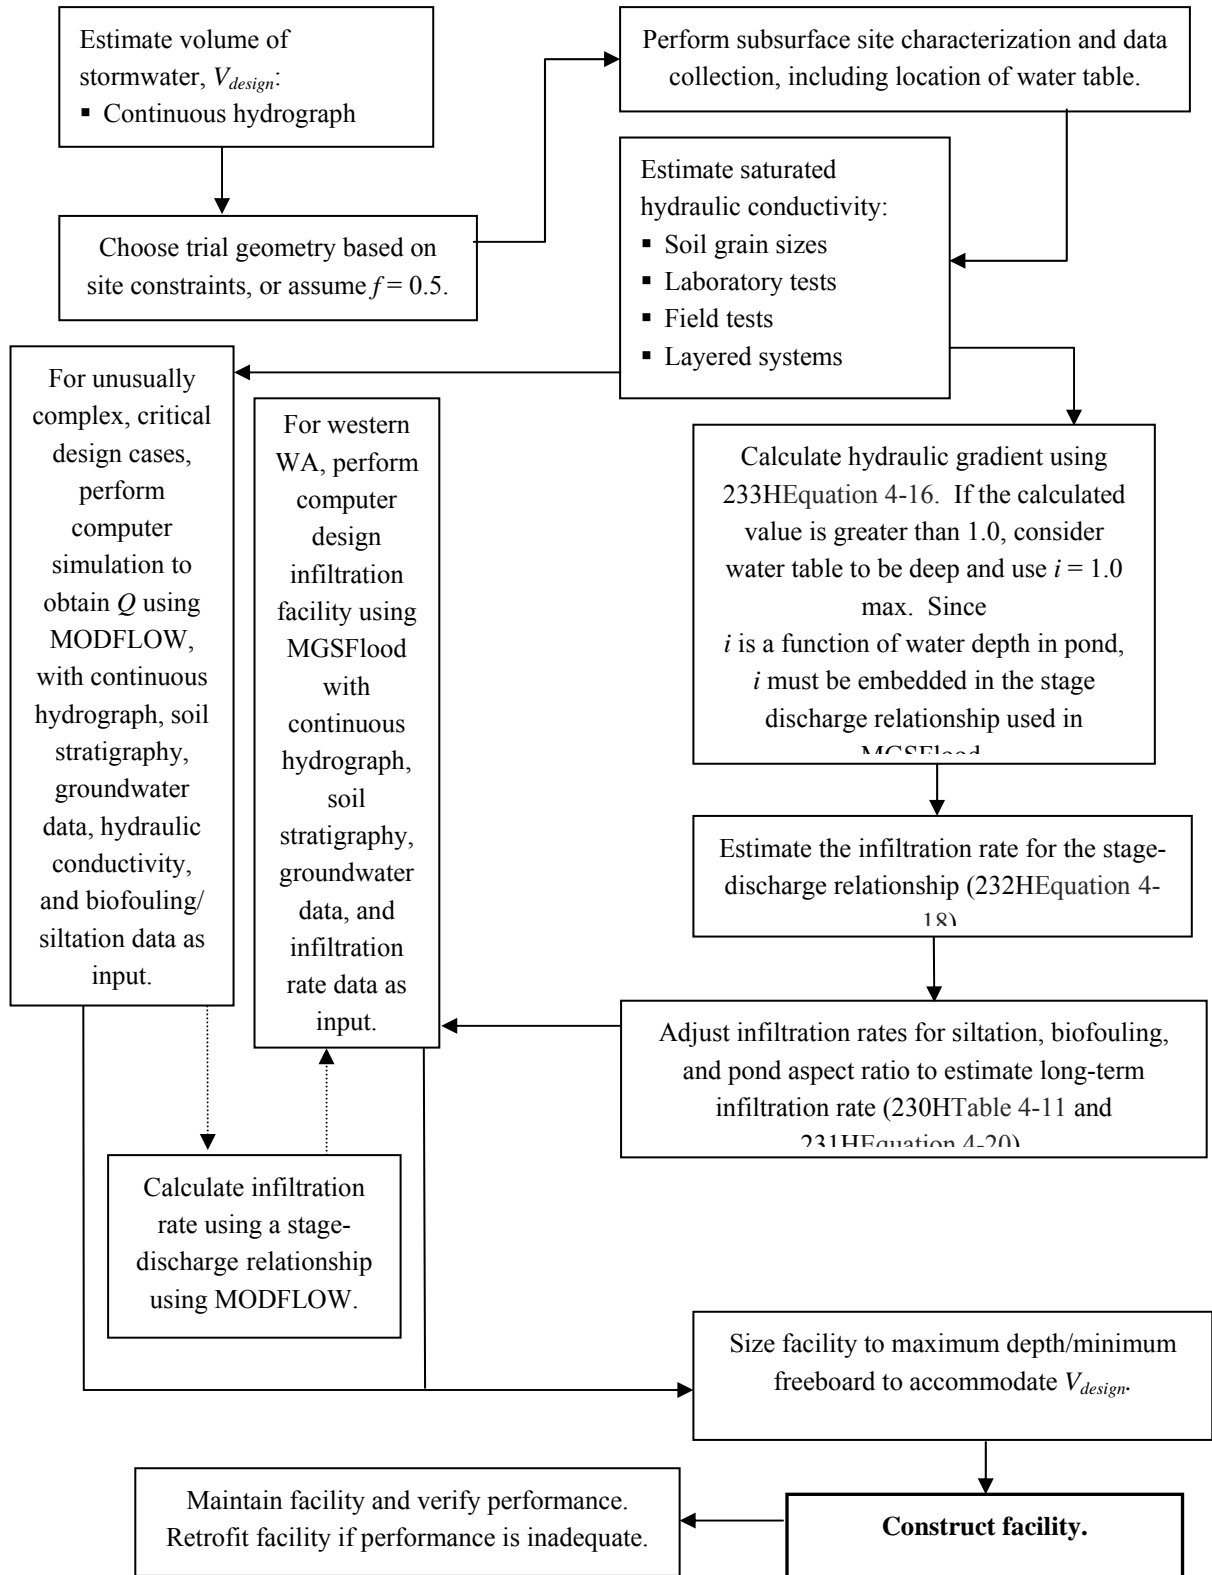 Estimate volume of
stormwater, Vdesign:
▪ Continuous hydrograph
Perform subsurface site characterization and data
collection, including location of water table.
Choose trial geometry based on
site constraints, or assume f = 0.5.
Estimate saturated
hydraulic conductivity:
▪ Soil grain sizes
▪ Laboratory tests
▪ Field tests
▪ Layered systems
For unusually
complex, critical
design cases,
perform
computer
simulation to
obtain Q using
MODFLOW,
with continuous
hydrograph, soil
stratigraphy,
groundwater
data, hydraulic
conductivity,
and biofouling/
siltation data as
input.
For western
WA, perform
computer
design
infiltration
facility using
MGSFlood
with
continuous
hydrograph,
soil
stratigraphy,
groundwater
data, and
infiltration
rate data as
input.
Calculate hydraulic gradient using
233HEquation 4-16. If the calculated
value is greater than 1.0, consider
water table to be deep and use i = 1.0
max. Since
i is a function of water depth in pond,
i must be embedded in the stage
discharge relationship used in
MGSFlood
Estimate the infiltration rate for the stage-
discharge relationship (232HEquation 4-
18)
Adjust infiltration rates for siltation, biofouling,
and pond aspect ratio to estimate long-term
infiltration rate (230HTable 4-11 and
231HEquation 4-20)
Calculate infiltration
rate using a stage-
discharge relationship
using MODFLOW.
Size facility to maximum depth/minimum
freeboard to accommodate Vdesign.
Maintain facility and verify performance.
Retrofit facility if performance is inadequate.
Construct facility.